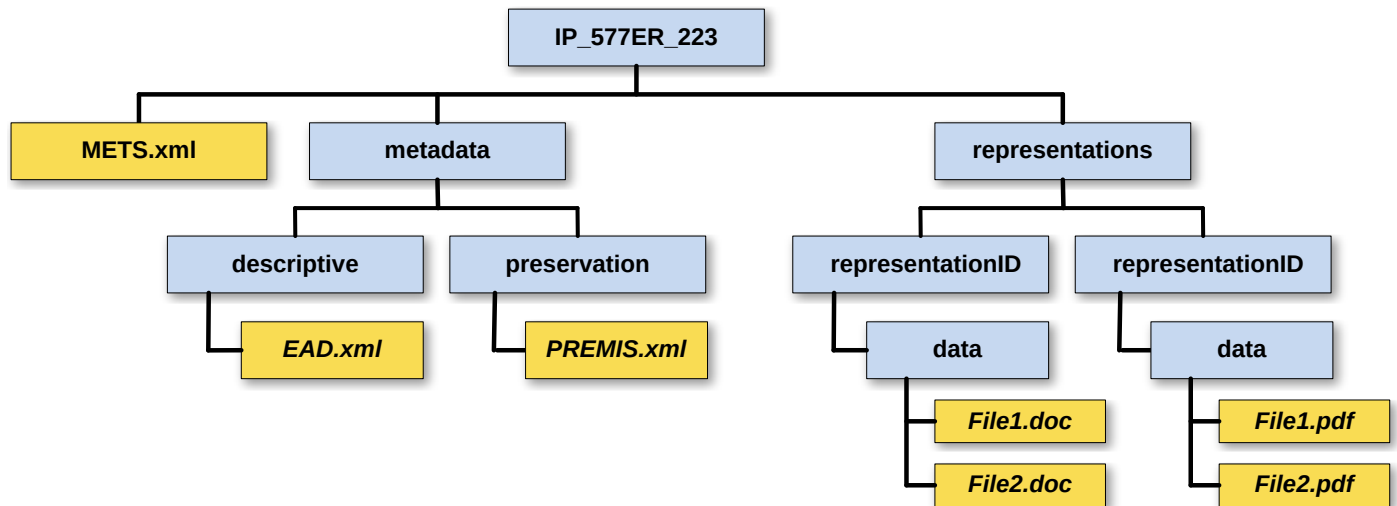 IP_577ER_223
METS.xml
metadata
representations
descriptive
preservation
representationID
representationID
EAD.xml
PREMIS.xml
data
data
File1.doc
File1.pdf
File2.doc
File2.pdf